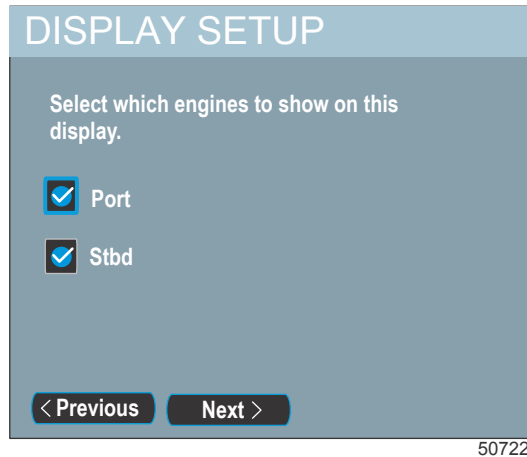 DISPLAY SETUP
Select which engines to show on this
display.
Port
Stbd
< Previous
Next >
50722